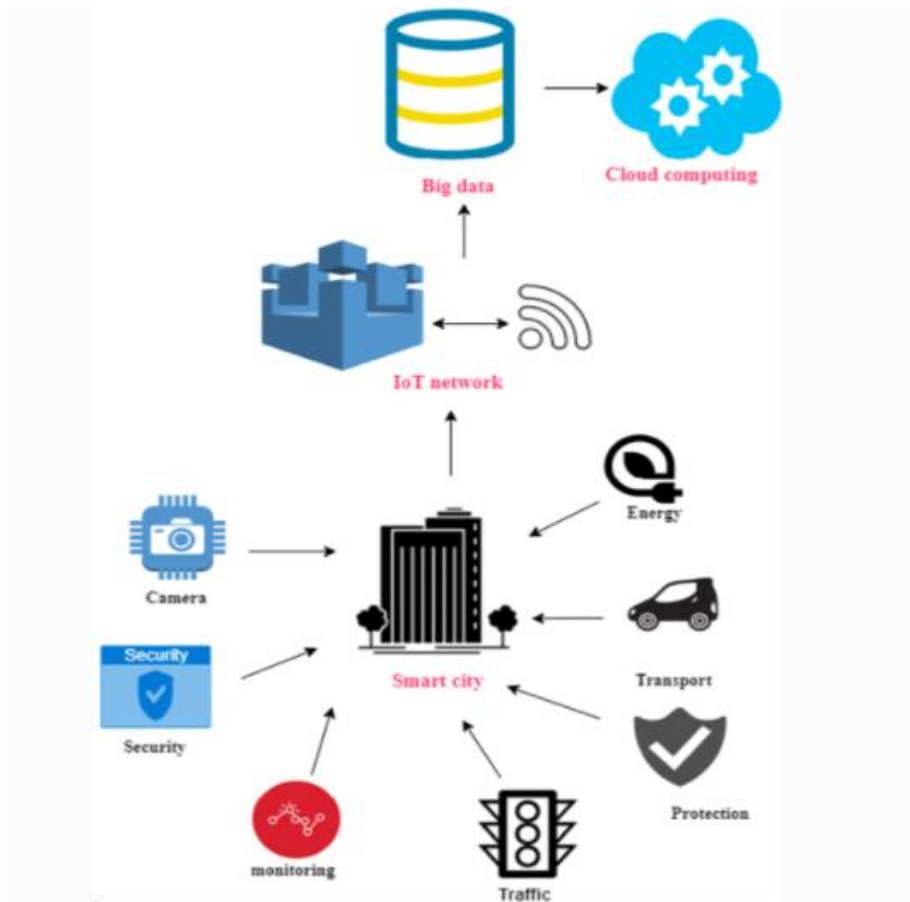 Big data
Cloud computing
IoT network
Energy
Camera
Smart city
Transport
Security
Security
Protection
monitoring
Traffic